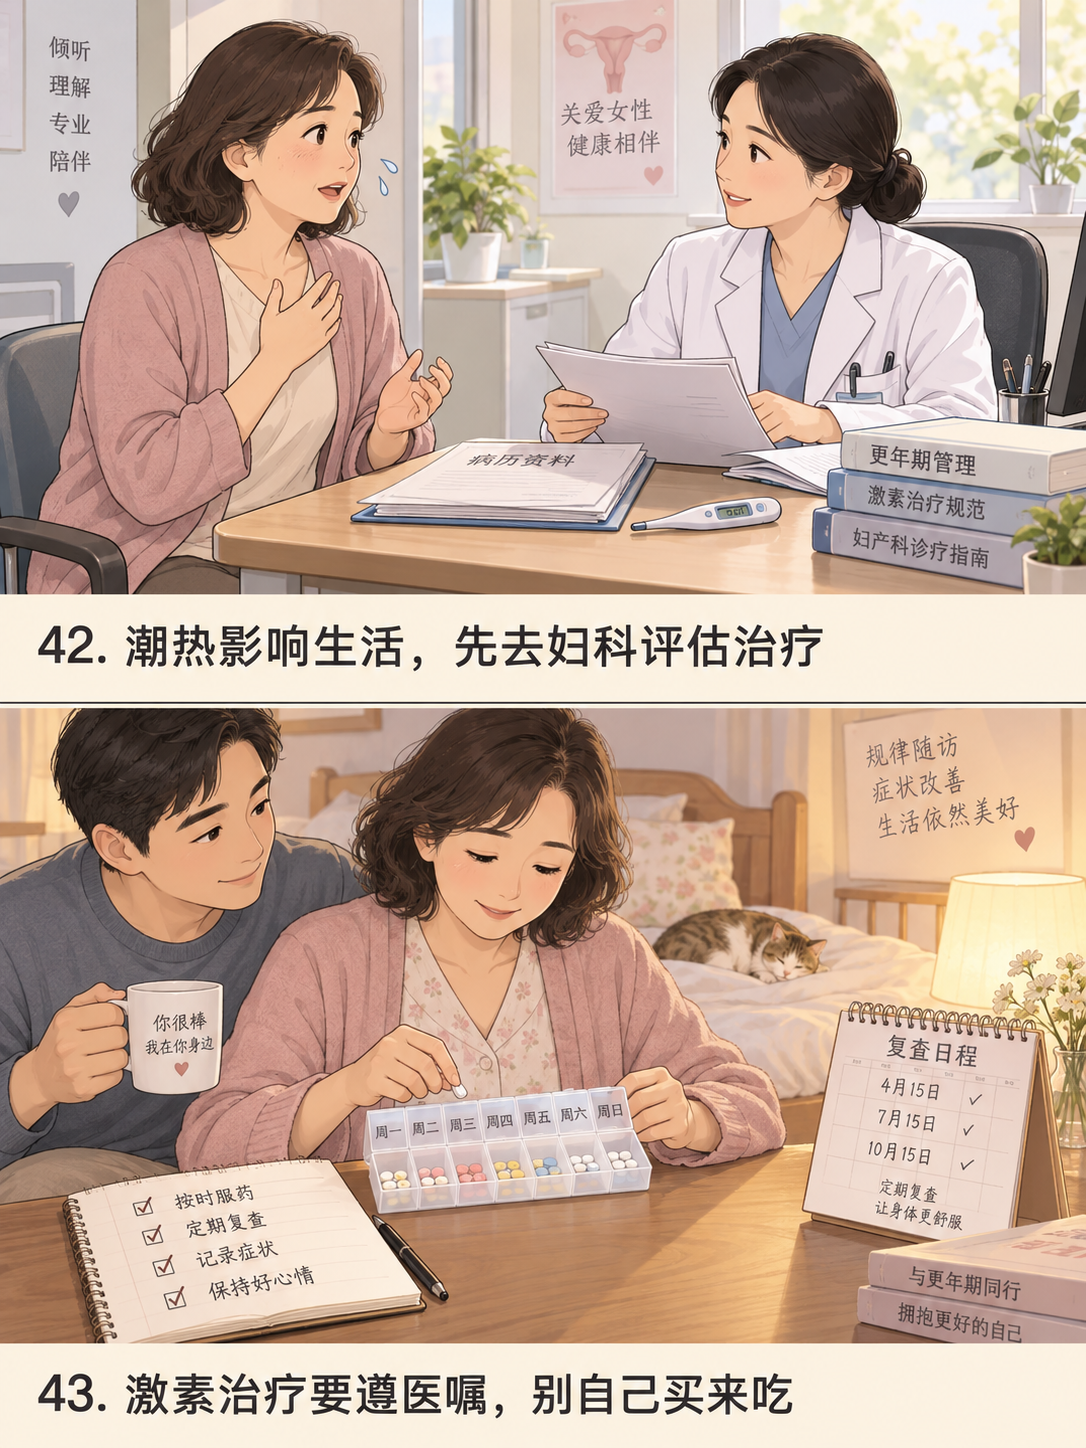 倾听
理解
专业
陪伴
关爱女性
健康相伴
病历资料
更年期管理
激素治疗规范
妇产科诊疗指南
42. 潮热影响生活，先去妇科评估治疗
规律随访
症状改善
生活依然美好
你很棒
我在你身边
周一 周二 周三 周四 周五 周六 周日
复查日程
4月15日
7月15日
10月15日
定期复查
让身体更舒服
按时服药
定期复查
记录症状
保持好心情
与更年期同行
拥抱更好的自己
43. 激素治疗要遵医嘱，别自己买来吃